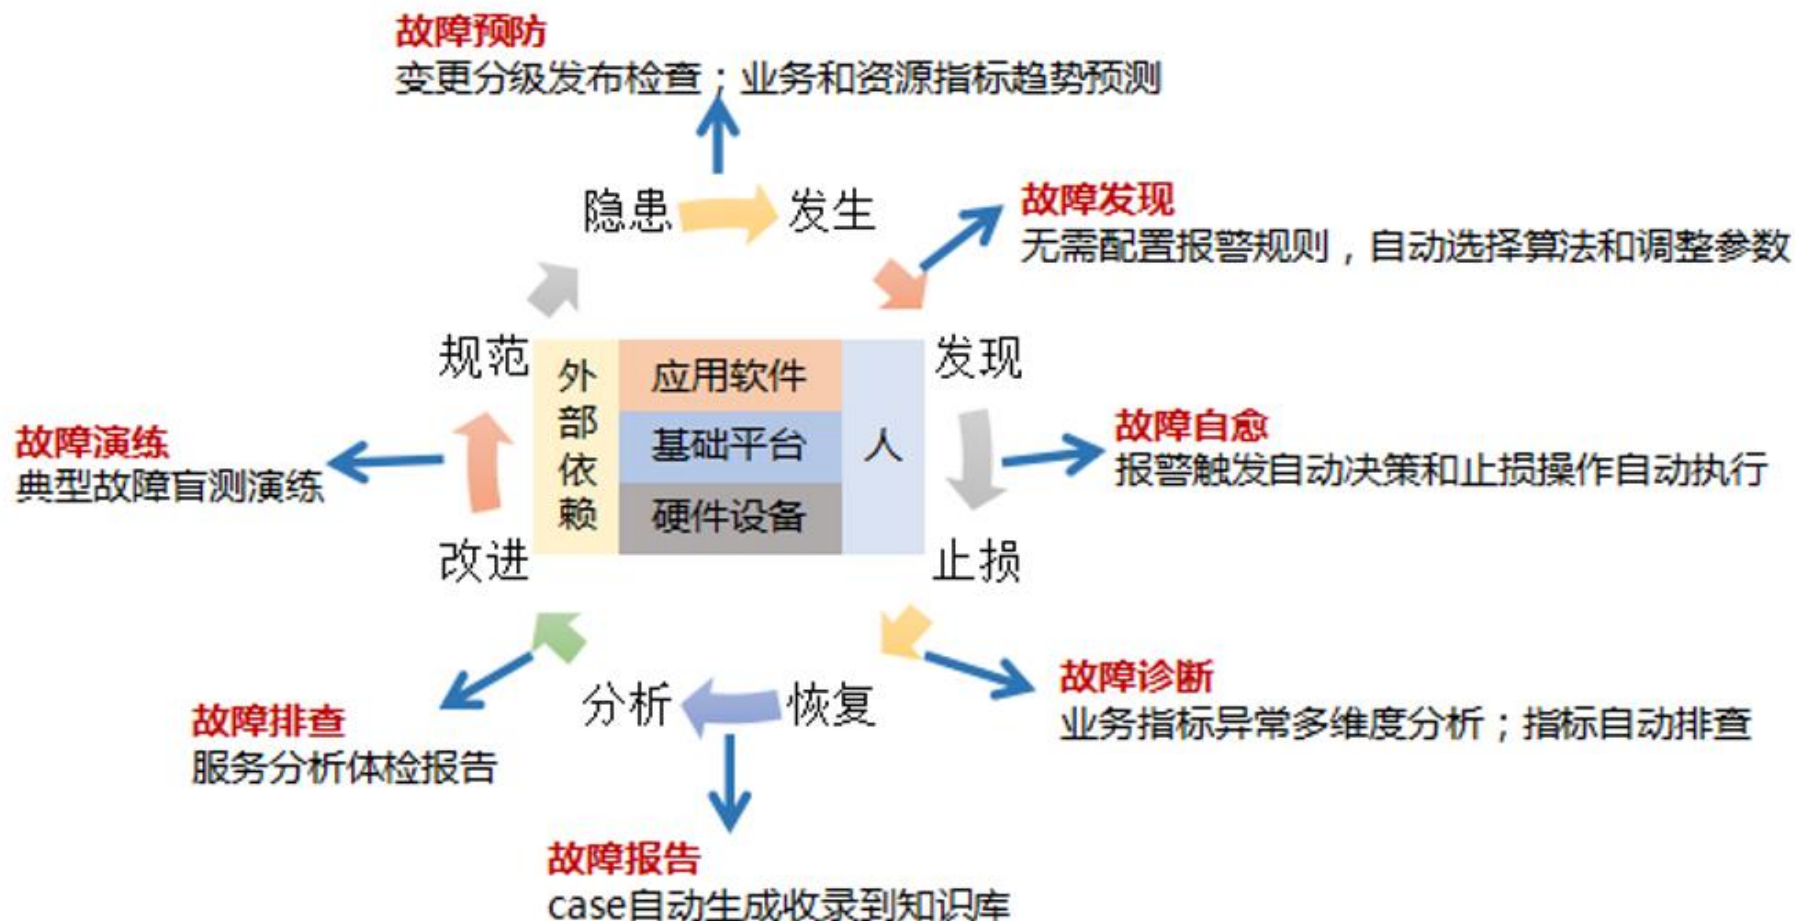 故障预防
变更分级发布检查；业务和资源指标趋势预测
隐患
发生
故障发现
无需配置报警规则，自动选择算法和调整参数
规范
外部依赖
应用软件
基础平台
硬件设备
人
发现
故障演练
典型故障盲测演练
故障自愈
报警触发自动决策和止损操作自动执行
改进
止损
故障诊断
业务指标异常多维度分析；指标自动排查
分析
恢复
故障排查
服务分析体检报告
故障报告
case自动生成收录到知识库